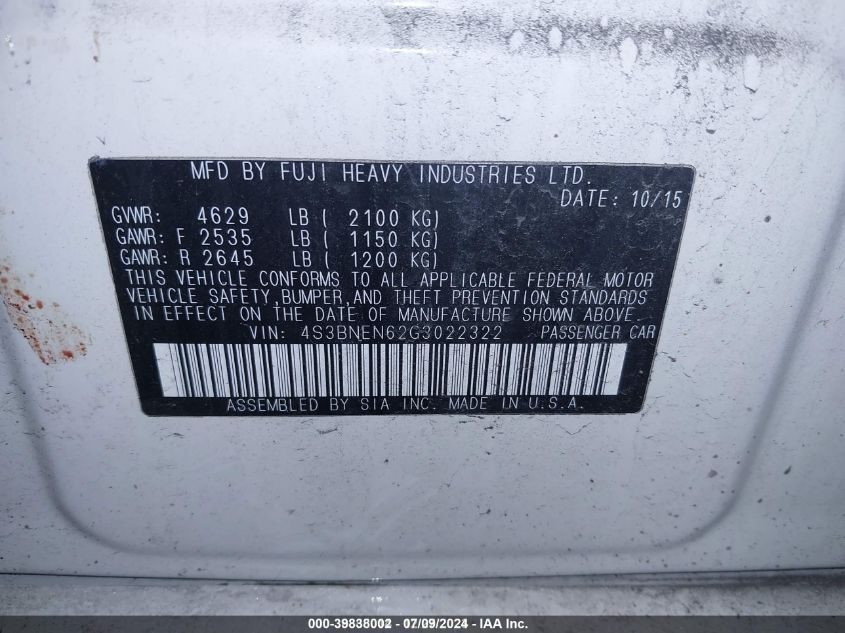 MFD BY FUJI HEAVY INDUSTRIES LTD.
DATE: 10/15
GVWR: 4629 LB ( 2100 KG)
GAWR: F 2535 LB ( 1150 KG)
GAWR: R 2645 LB ( 1200 KG)
THIS VEHICLE CONFORMS TO ALL APPLICABLE FEDERAL MOTOR
VEHICLE SAFETY,BUMPER,AND THEFT PREVENTION STANDARDS
IN EFFECT ON THE DATE OF MANUFACTURE SHOWN ABOVE.
VIN: 4S3BNEN62G3022322 PASSENGER CAR
ASSEMBLED BY SIA INC. MADE IN U.S.A.
000-39838002 - 07/09/2024 - IAA Inc.